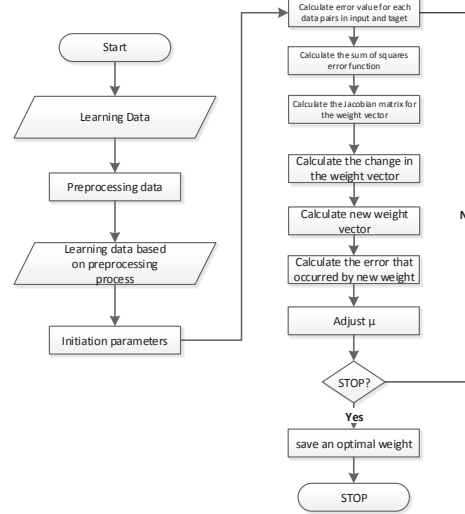 Start
Learning Data
Preprocessing data
Learning data based
on preprocessing
process
Initiation parameters
Calculate error value for each
data pairs in input and taget
Calculate the sum of squares
error function
Calculate the Jacobian matrix for
the weight vector
Calculate the change in
the weight vector
Calculate new weight
vector
Calculate the error that
occurred by new weight
Adjust μ
STOP?
Yes
save an optimal weight
STOP